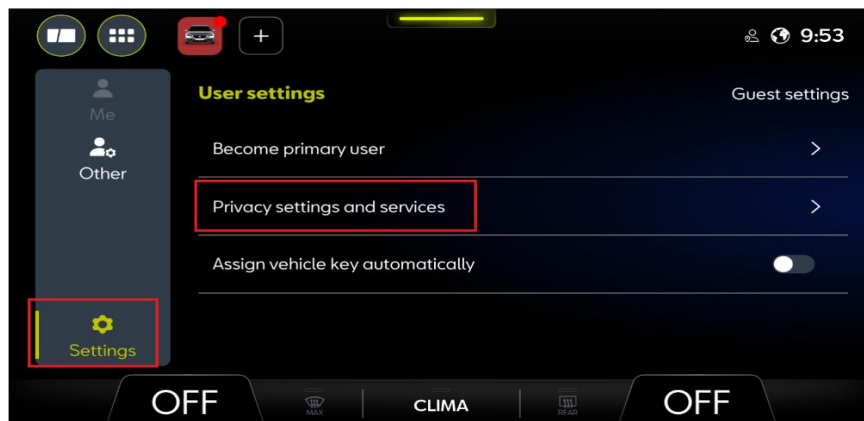 9:53
Me
Other
Settings
User settings
Guest settings
Become primary user
Privacy settings and services
Assign vehicle key automatically
OFF
MAX
CLIMA
REAR
OFF